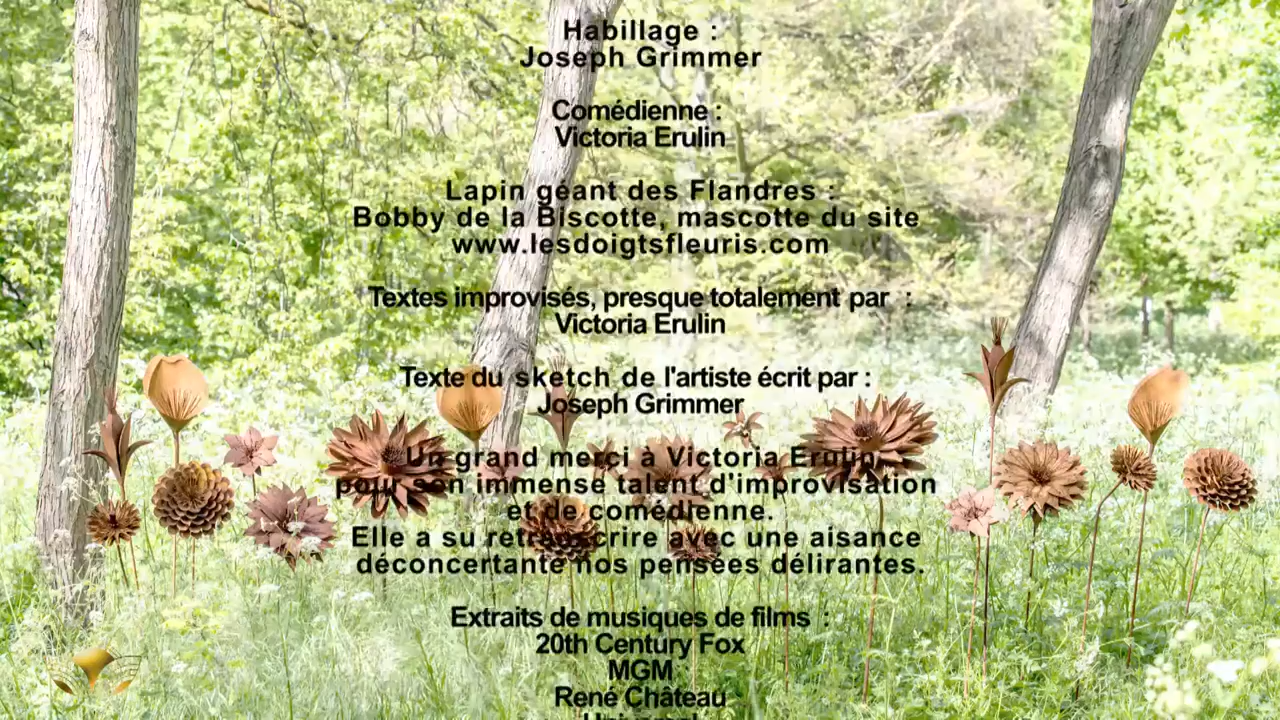 Habillage :
Joseph Grimmer
Comédienne :
Victoria Erulin
Lapin géant des Flandres :
Bobby de la Biscotte, mascotte du site
www.lesdoigtsfleuris.com
Textes improvisés, presque totalement par :
Victoria Erulin
Texte du sketch de l'artiste écrit par :
Joseph Grimmer
Un grand merci à Victoria Erulin,
pour son immense talent d'improvisation
et de comédienne.
Elle a su retranscrire avec une aisance
déconcertante nos pensées délirantes.
Extraits de musiques de films :
20th Century Fox
MGM
René Château
Universal